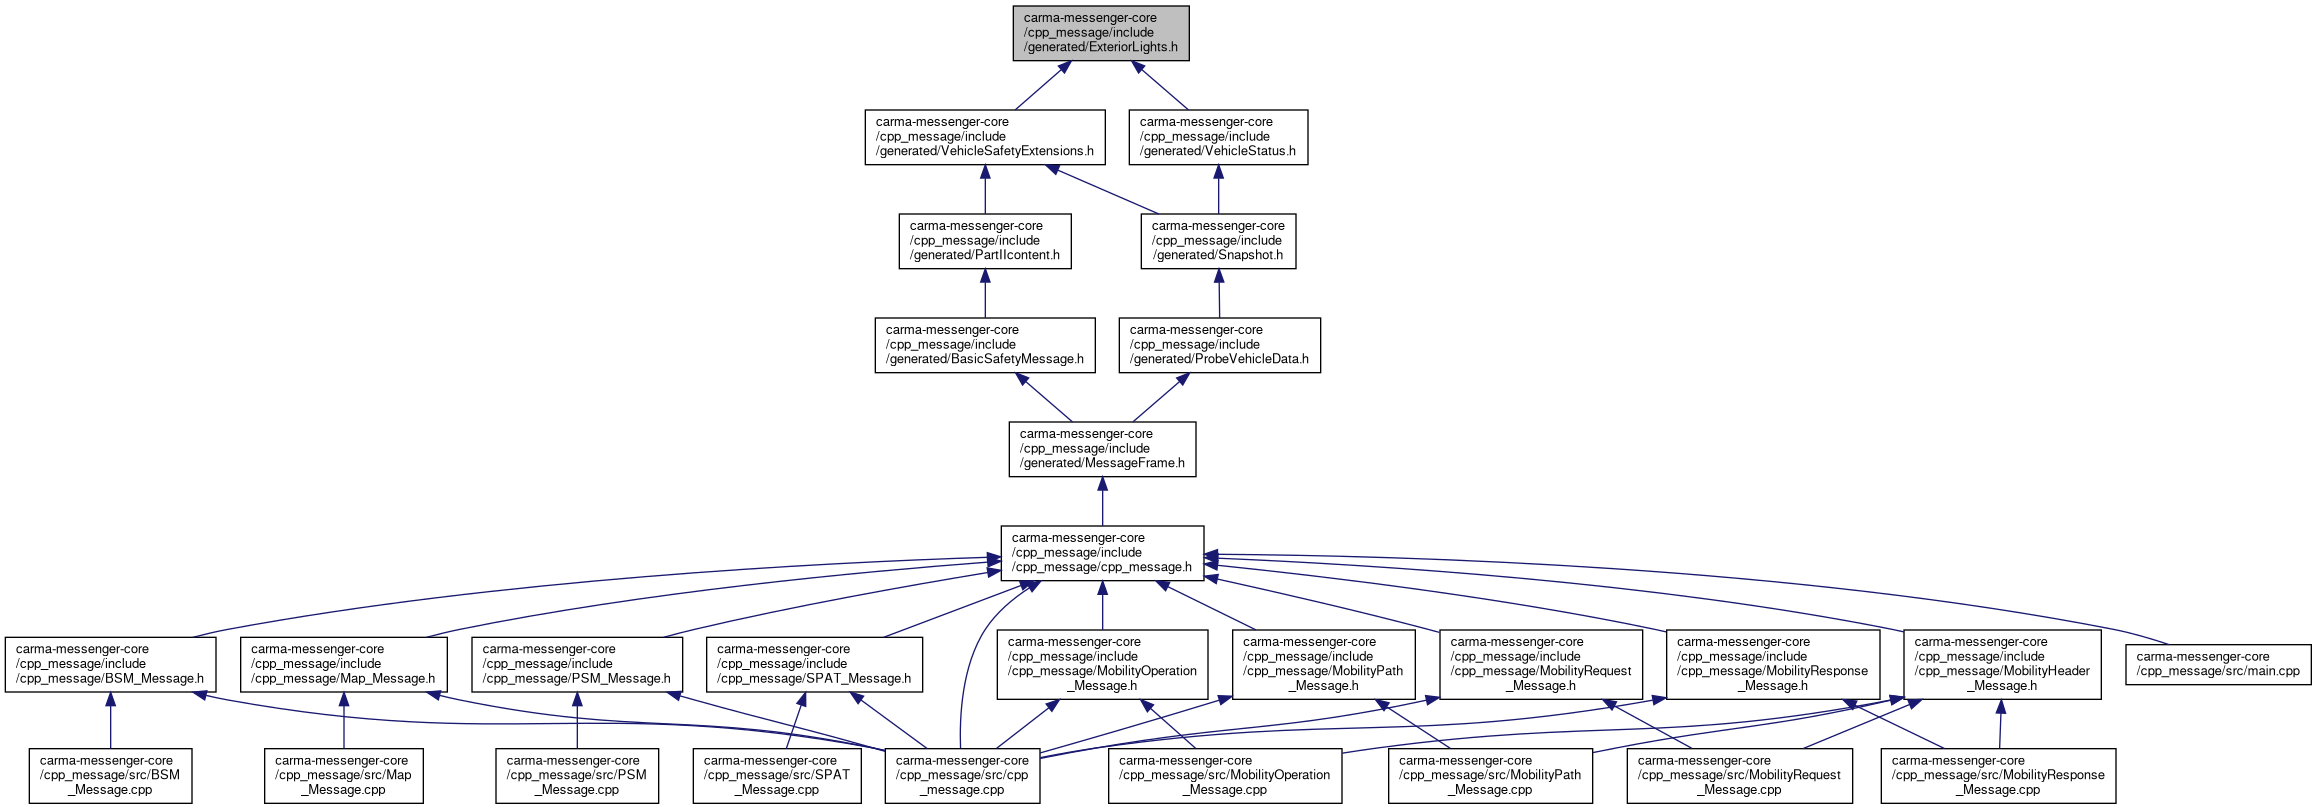 carma-messenger-core
/cpp_message/include
/generated/ExteriorLights.h
carma-messenger-core
/cpp_message/include
/generated/VehicleSafetyExtensions.h
carma-messenger-core
/cpp_message/include
/generated/VehicleStatus.h
carma-messenger-core
/cpp_message/include
/generated/PartIIcontent.h
carma-messenger-core
/cpp_message/include
/generated/Snapshot.h
carma-messenger-core
/cpp_message/include
/generated/BasicSafetyMessage.h
carma-messenger-core
/cpp_message/include
/generated/ProbeVehicleData.h
carma-messenger-core
/cpp_message/include
/generated/MessageFrame.h
carma-messenger-core
/cpp_message/include
/cpp_message/cpp_message.h
carma-messenger-core
/cpp_message/include
/cpp_message/BSM_Message.h
carma-messenger-core
/cpp_message/include
/cpp_message/Map_Message.h
carma-messenger-core
/cpp_message/include
/cpp_message/PSM_Message.h
carma-messenger-core
/cpp_message/include
/cpp_message/SPAT_Message.h
carma-messenger-core
/cpp_message/include
/cpp_message/MobilityOperation
_Message.h
carma-messenger-core
/cpp_message/include
/cpp_message/MobilityPath
_Message.h
carma-messenger-core
/cpp_message/include
/cpp_message/MobilityRequest
_Message.h
carma-messenger-core
/cpp_message/include
/cpp_message/MobilityResponse
_Message.h
carma-messenger-core
/cpp_message/include
/cpp_message/MobilityHeader
_Message.h
carma-messenger-core
/cpp_message/src/main.cpp
carma-messenger-core
/cpp_message/src/BSM
_Message.cpp
carma-messenger-core
/cpp_message/src/Map
_Message.cpp
carma-messenger-core
/cpp_message/src/PSM
_Message.cpp
carma-messenger-core
/cpp_message/src/SPAT
_Message.cpp
carma-messenger-core
/cpp_message/src/cpp
_message.cpp
carma-messenger-core
/cpp_message/src/MobilityOperation
_Message.cpp
carma-messenger-core
/cpp_message/src/MobilityPath
_Message.cpp
carma-messenger-core
/cpp_message/src/MobilityRequest
_Message.cpp
carma-messenger-core
/cpp_message/src/MobilityResponse
_Message.cpp